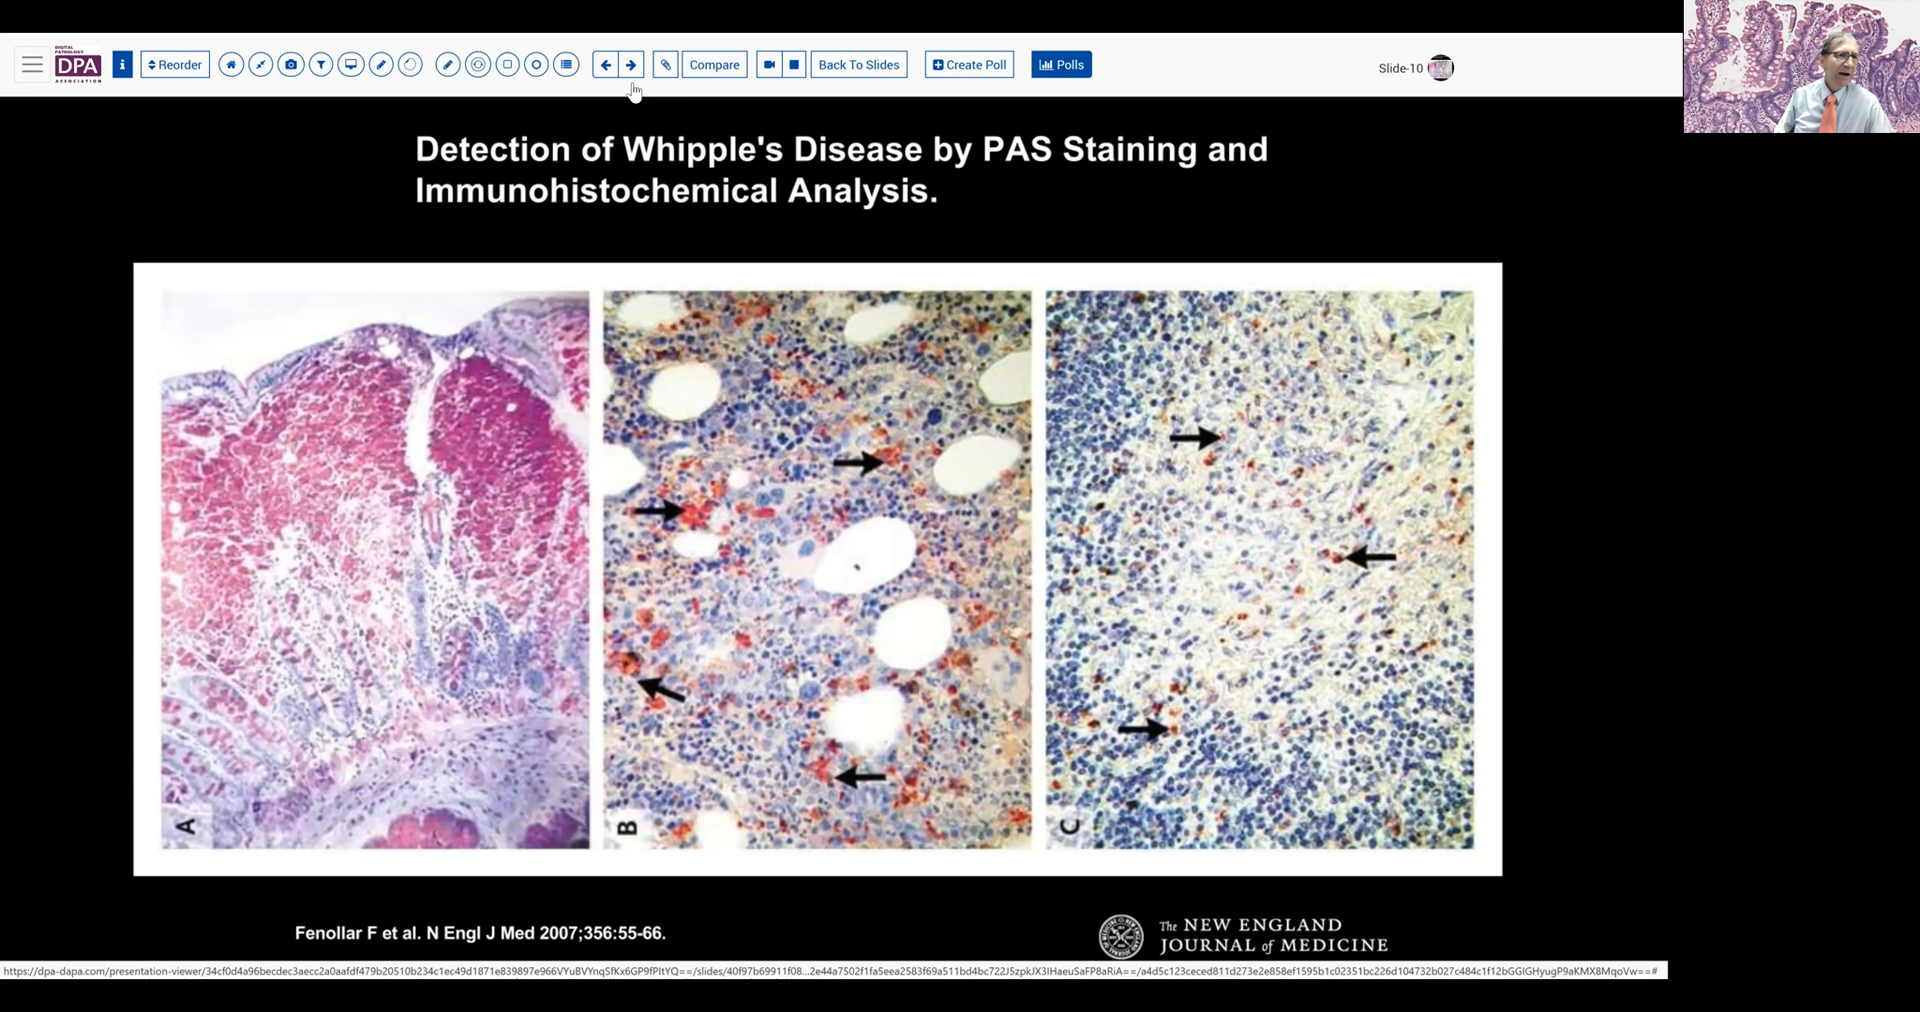 DIGITAL
PATHOLOGY
DPA
ASSOCIATION
i
Reorder
Compare
Back To Slides
Create Poll
Polls
Slide-10
Detection of Whipple's Disease by PAS Staining and
Immunohistochemical Analysis.
A
B
C
Fenollar F et al. N Engl J Med 2007;356:55-66.
The NEW ENGLAND
JOURNAL of MEDICINE